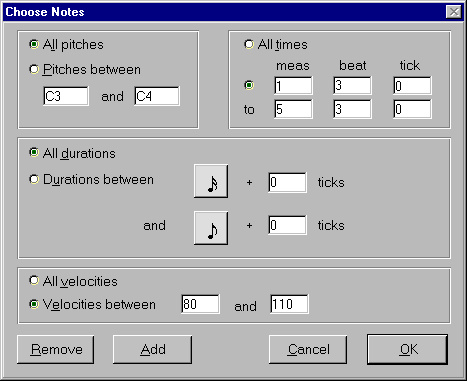 Choose Notes
All pitches
Pitches between
C3 and C4
All times
meas beat tick
1 3 0
to 5 3 0
All durations
Durations between + 0 ticks
and + 0 ticks
All velocities
Velocities between 80 and 110
Remove Add Cancel OK